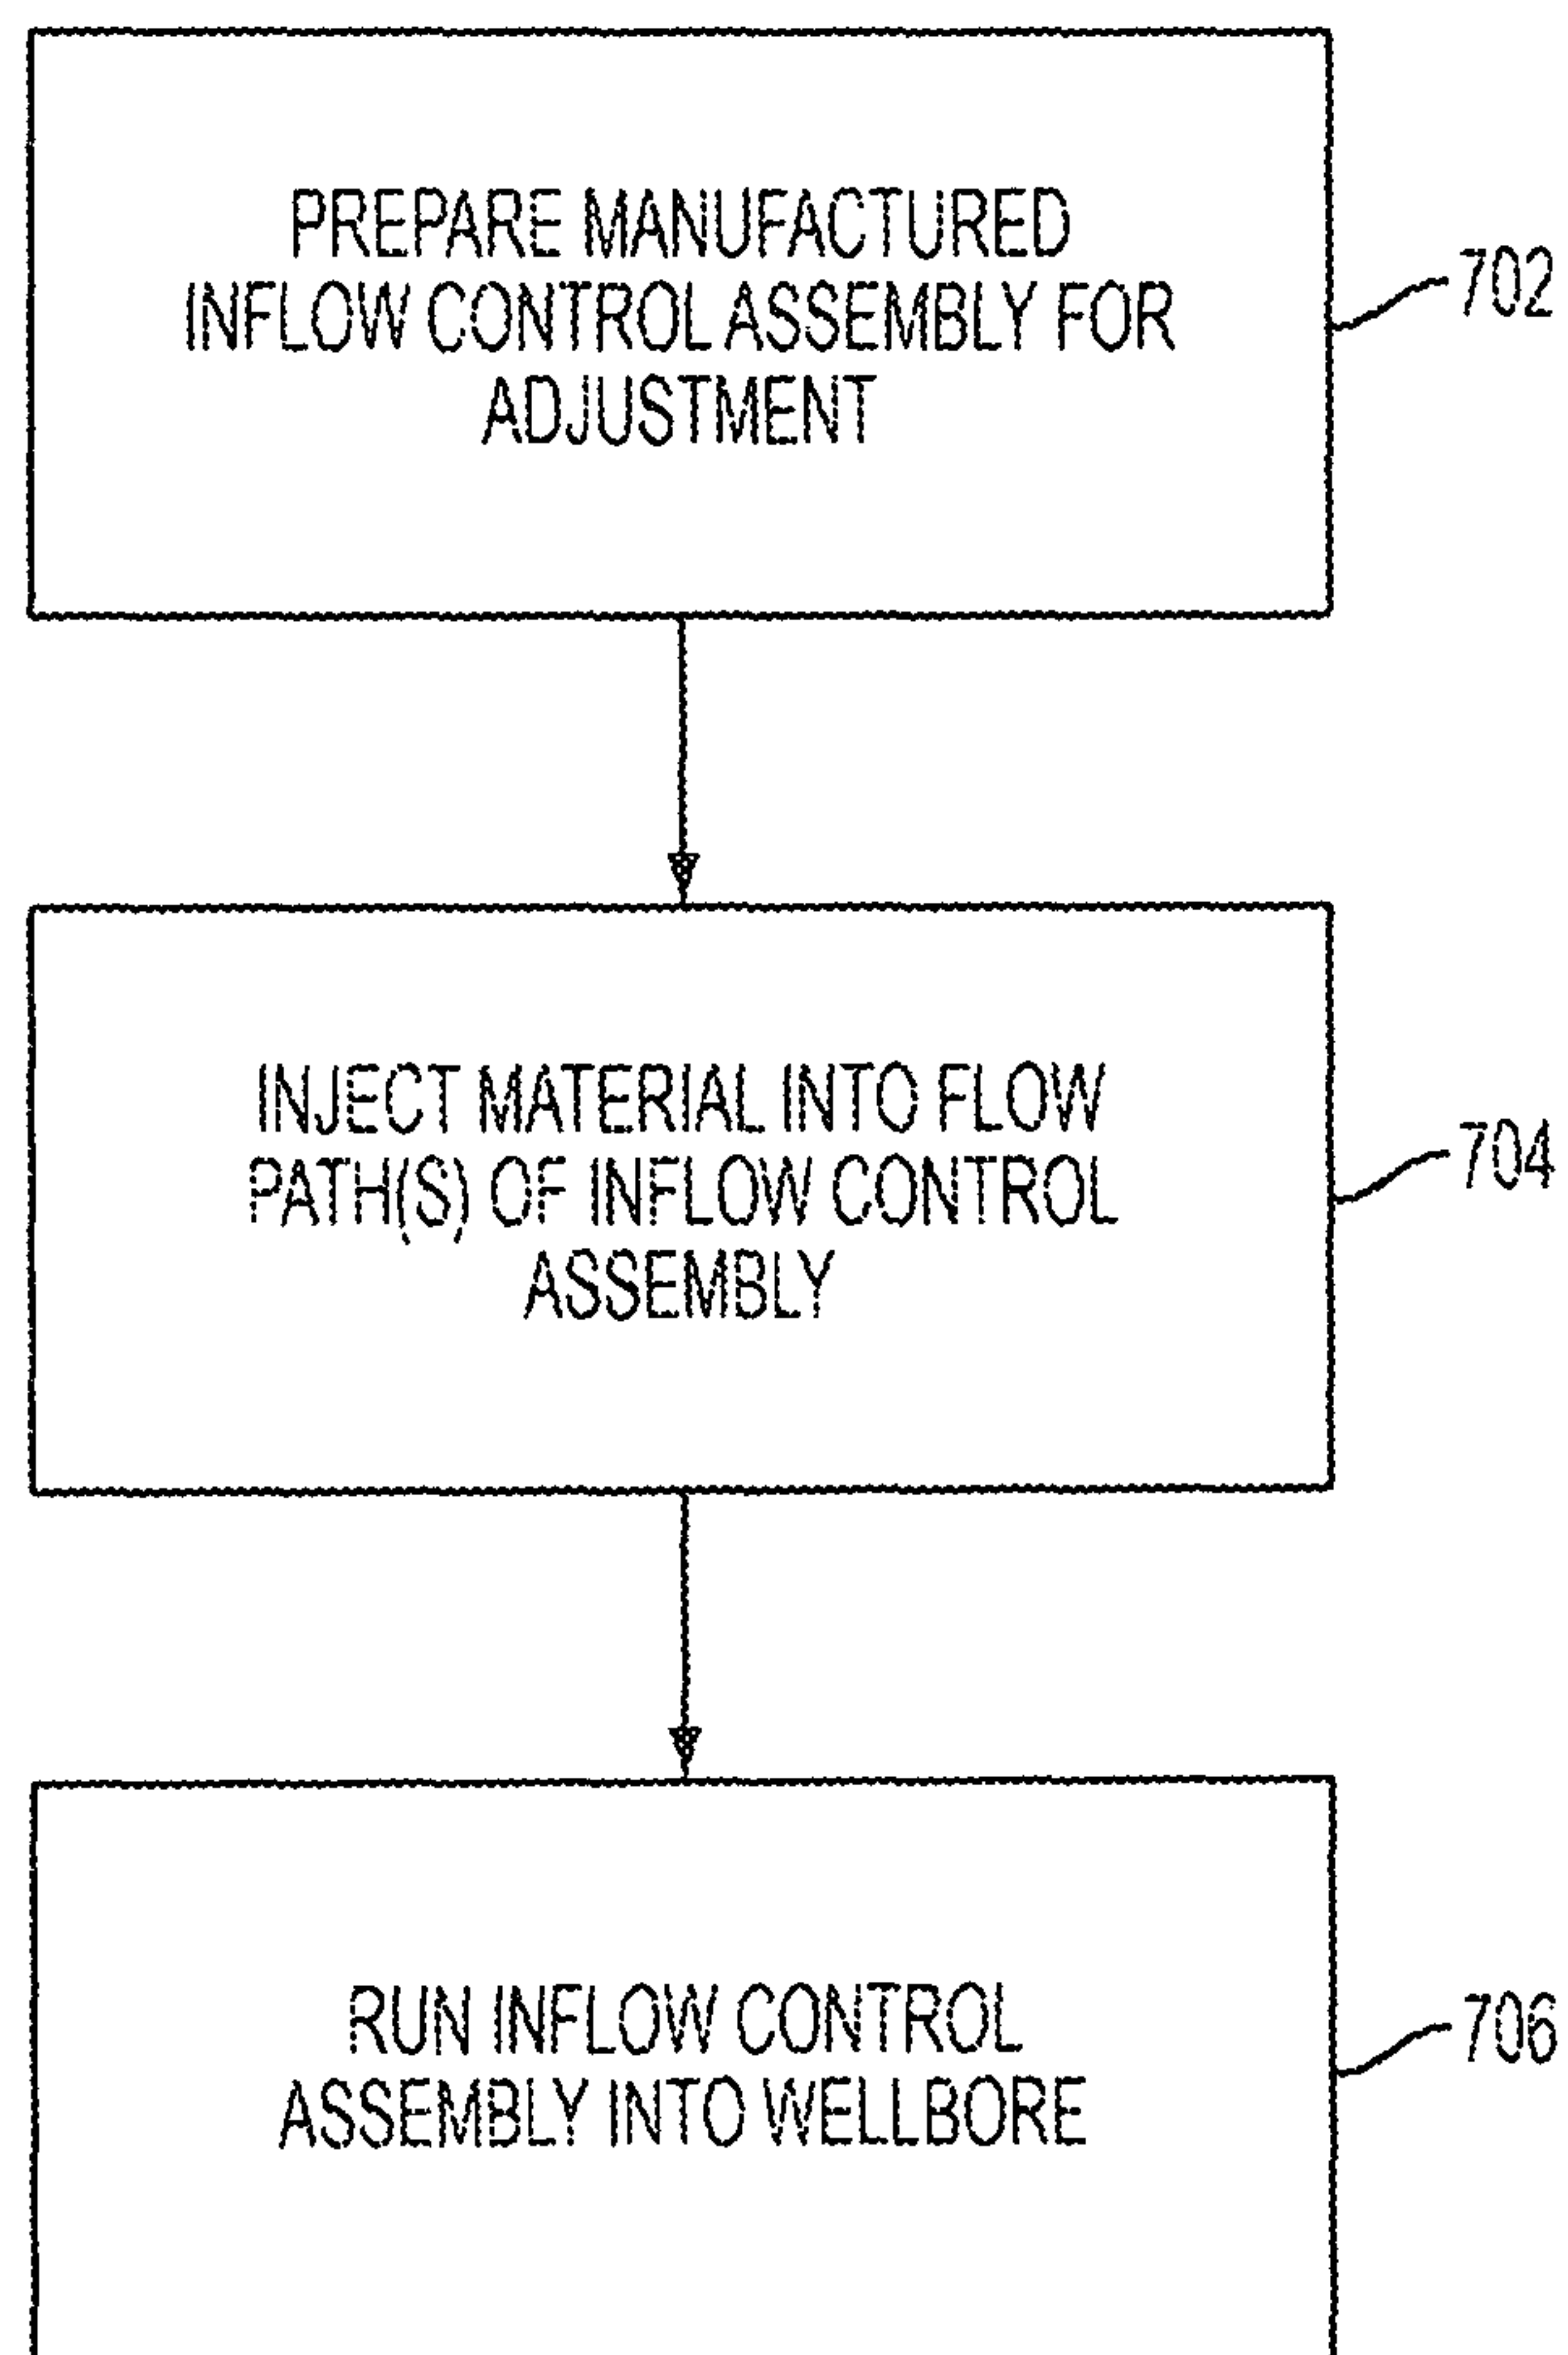 PREPARE MANUFACTURED
INFLOW CONTROL ASSEMBLY FOR
ADJUSTMENT
702
INJECT MATERIAL INTO FLOW
PATH(S) OF INFLOW CONTROL
ASSEMBLY
704
RUN INFLOW CONTROL
ASSEMBLY INTO WELLBORE
706